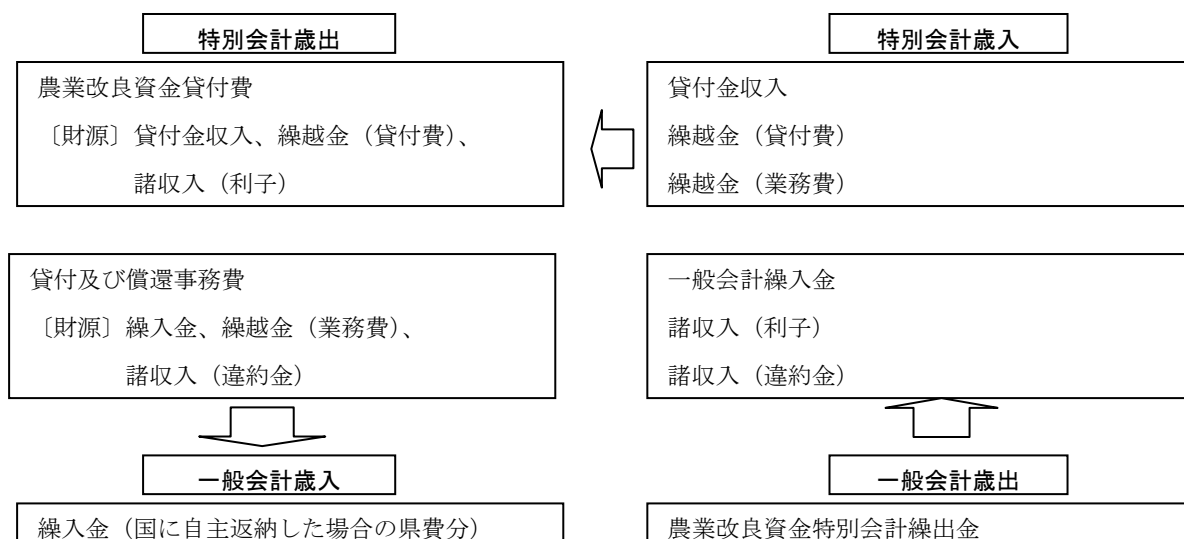 特別会計歳出
農業改良資金貸付費
〔財源〕貸付金収入、繰越金（貸付費）、
諸収入（利子）
貸付及び償還事務費
〔財源〕繰入金、繰越金（業務費）、
諸収入（違約金）
一般会計歳入
繰入金（国に自主返納した場合の県費分）
特別会計歳入
貸付金収入
繰越金（貸付費）
繰越金（業務費）
一般会計繰入金
諸収入（利子）
諸収入（違約金）
一般会計歳出
農業改良資金特別会計繰出金